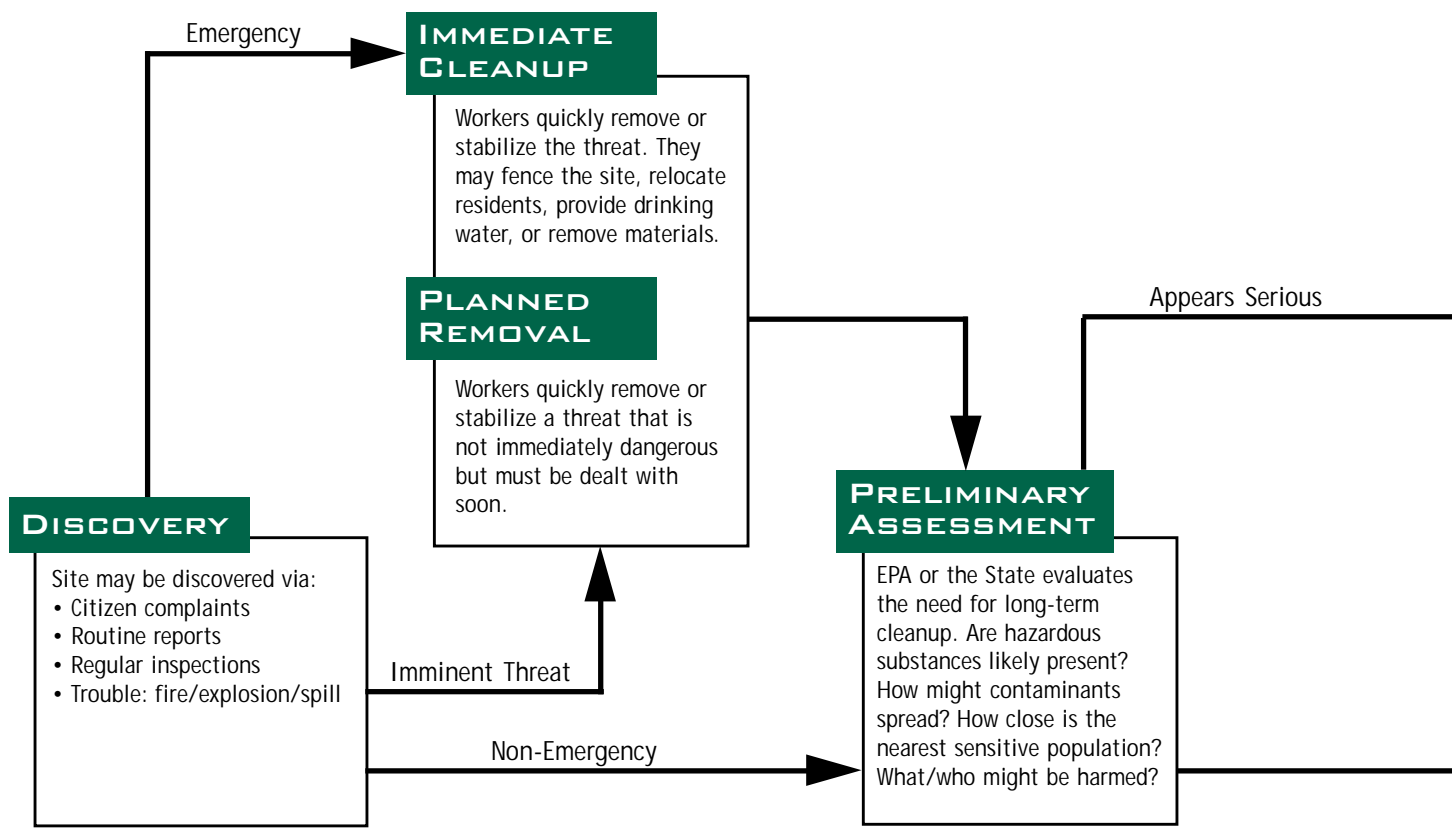 Emergency
IMMEDIATE
CLEANUP
Workers quickly remove or
stabilize the threat. They
may fence the site, relocate
residents, provide drinking
water, or remove materials.
PLANNED
REMOVAL
Workers quickly remove or
stabilize a threat that is
not immediately dangerous
but must be dealt with
soon.
DISCOVERY
Site may be discovered via:
• Citizen complaints
• Routine reports
• Regular inspections
• Trouble: fire/explosion/spill
Imminent Threat
Non-Emergency
Appears Serious
PRELIMINARY
ASSESSMENT
EPA or the State evaluates
the need for long-term
cleanup. Are hazardous
substances likely present?
How might contaminants
spread? How close is the
nearest sensitive population?
What/who might be harmed?